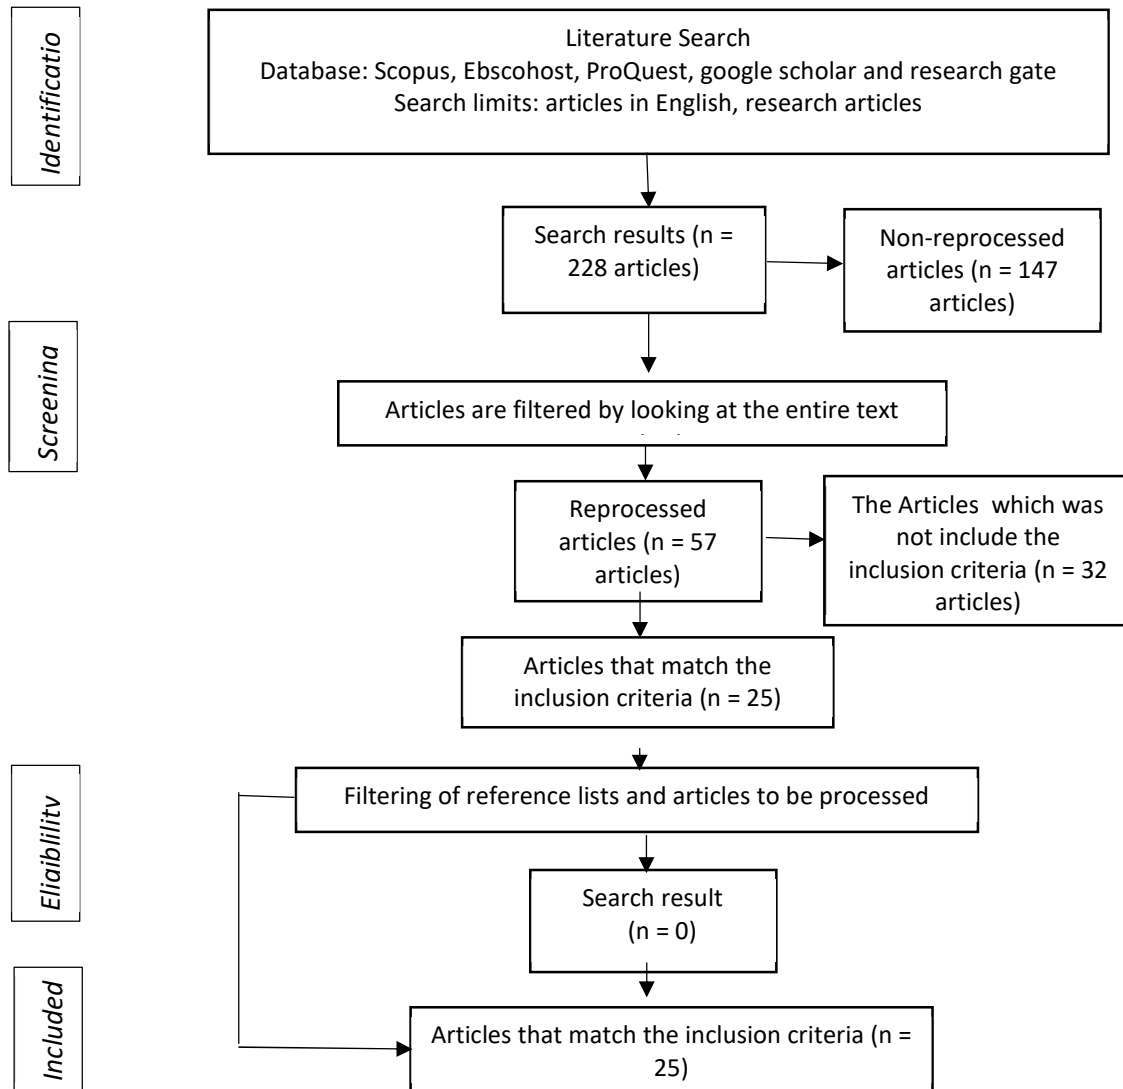 Identificatio
Literature Search
Database: Scopus, Ebscohost, ProQuest, google scholar and research gate
Search limits: articles in English, research articles
Search results (n =
228 articles)
Non-reprocessed
articles (n = 147
articles)
Screenina
Articles are filtered by looking at the entire text
Reprocessed
articles (n = 57
articles)
The Articles which was
not include the
inclusion criteria (n = 32
articles)
Articles that match the
inclusion criteria (n = 25)
Eliaiblilitv
Filtering of reference lists and articles to be processed
Search result
(n = 0)
Included
Articles that match the inclusion criteria (n =
25)